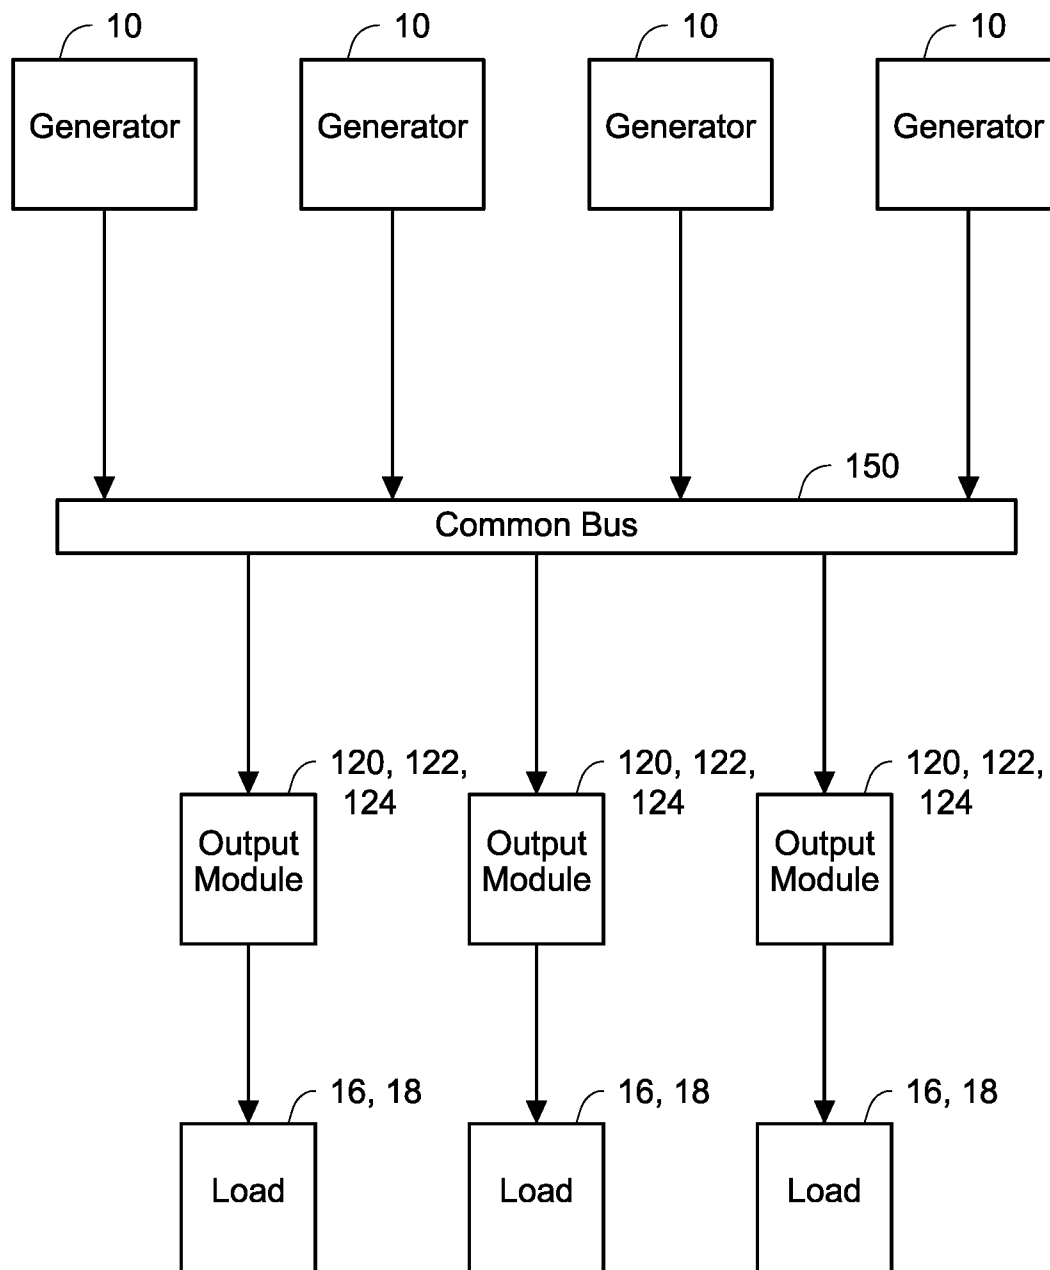 10
10
10
10
Generator
Generator
Generator
Generator
150
Common Bus
120, 122,
124
120, 122,
124
120, 122,
124
Output
Module
Output
Module
Output
Module
16, 18
16, 18
16, 18
Load
Load
Load